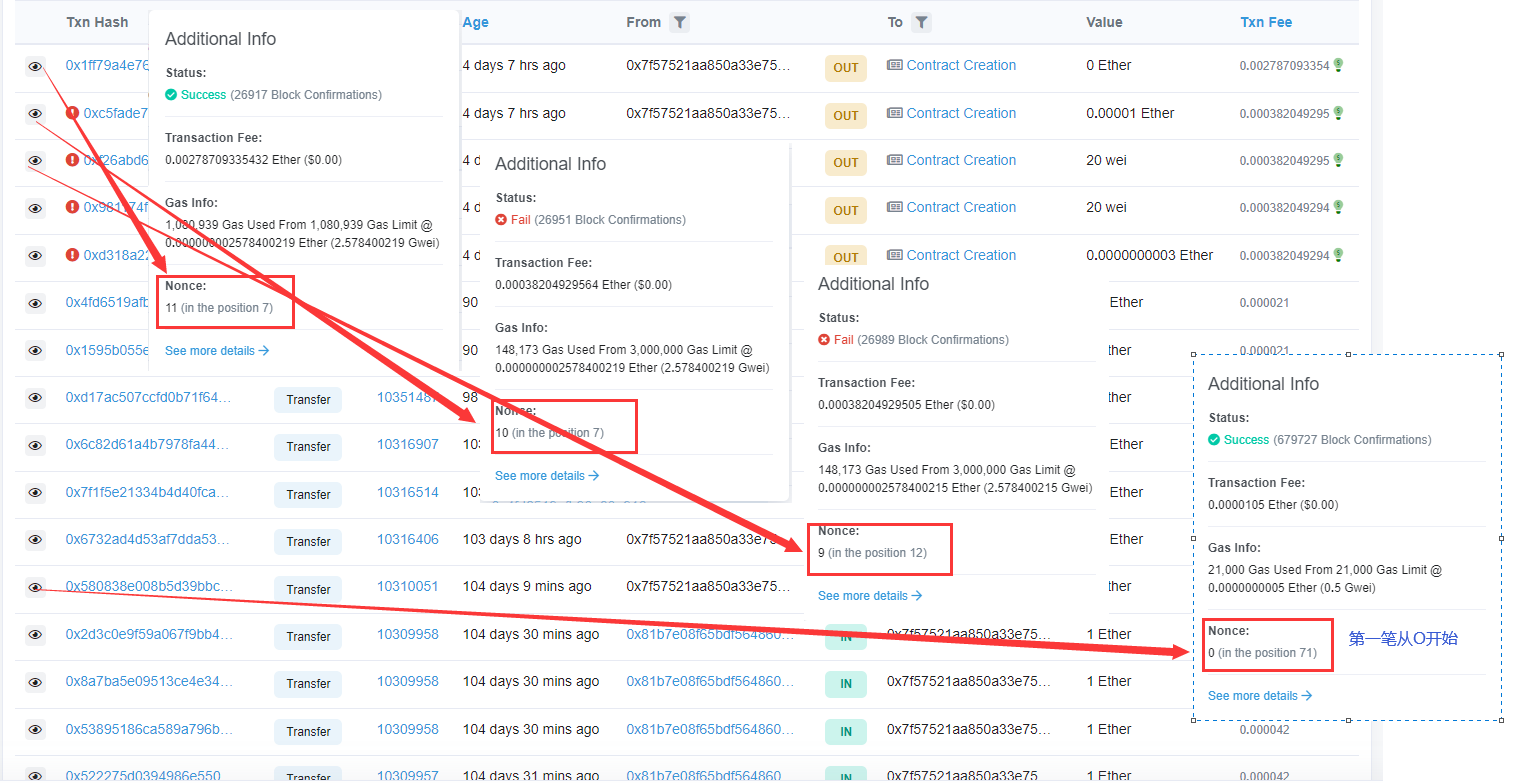 Txn Hash Age From To Value Txn Fee
0x1ff79a4e76 4 days 7 hrs ago 0x7f57521aa850a33e75... OUT Contract Creation 0 Ether 0.002787093354
0xc5fade7 4 days 7 hrs ago 0x7f57521aa850a33e75... OUT Contract Creation 0.00001 Ether 0.000382049295
0xf26abd6 4 d OUT Contract Creation 20 wei 0.000382049295
4 d OUT Contract Creation 20 wei 0.000382049294
0xd318a22 4 d OUT Contract Creation 0.0000000003 Ether 0.000382049294
0x4fd6519afb 90 Ether 0.000021
0x1595b055e 90 ther 0.000021
0xd17ac507ccfd0b71f64... Transfer 98 ther
0x6c82d61a4b7978fa44... Transfer 10316907 103 Ether
0x7f1f5e21334b4d40fca... Transfer 10316514 103 Ether
0x6732ad4d53af7dda53... Transfer 10316406 103 days 8 hrs ago Ether
0x580838e008b5d39bbc... Transfer 10310051 104 days 9 mins ago 0x7f57521aa850a33e75... ther
0x2d3c0e9f59a067f9bb4... Transfer 10309958 104 days 30 mins ago 0x81b7e08f65bdf564860... IN 0x7f57521aa850a33e75... 1 Ether
0x8a7ba5e09513ce4e34... Transfer 10309958 104 days 30 mins ago 0x81b7e08f65bdf564860... IN 0x7f57521aa850a33e75... 1 Ether
0x53895186ca589a796b... Transfer 10309958 104 days 30 mins ago 0x81b7e08f65bdf564860... IN 0x7f57521aa850a33e75... 1 Ether 0.000042
0x522275d0394986e550 Transfer 10309957 104 days 31 mins ago 0x81b7e08f65bdf564860 IN 0x7f57521aa850a33e75 1 Ether 0.000042
Additional Info
Status:
Success (26917 Block Confirmations)
Transaction Fee:
0.00278709335432 Ether ($0.00)
Gas Info:
1,080,939 Gas Used From 1,080,939 Gas Limit @
0.000000002578400219 Ether (2.578400219 Gwei)
Nonce:
11 (in the position 7)
See more details
Additional Info
Status:
Fail (26951 Block Confirmations)
Transaction Fee:
0.00038204929564 Ether ($0.00)
Gas Info:
148,173 Gas Used From 3,000,000 Gas Limit @
0.000000002578400219 Ether (2.578400219 Gwei)
Nonce:
10 (in the position 7)
See more details
Additional Info
Status:
Fail (26989 Block Confirmations)
Transaction Fee:
0.00038204929505 Ether ($0.00)
Gas Info:
148,173 Gas Used From 3,000,000 Gas Limit @
0.000000002578400215 Ether (2.578400215 Gwei)
Nonce:
9 (in the position 12)
See more details
Additional Info
Status:
Success (679727 Block Confirmations)
Transaction Fee:
0.0000105 Ether ($0.00)
Gas Info:
21,000 Gas Used From 21,000 Gas Limit @
0.0000000005 Ether (0.5 Gwei)
Nonce:
0 (in the position 71)
第一笔从O开始
See more details